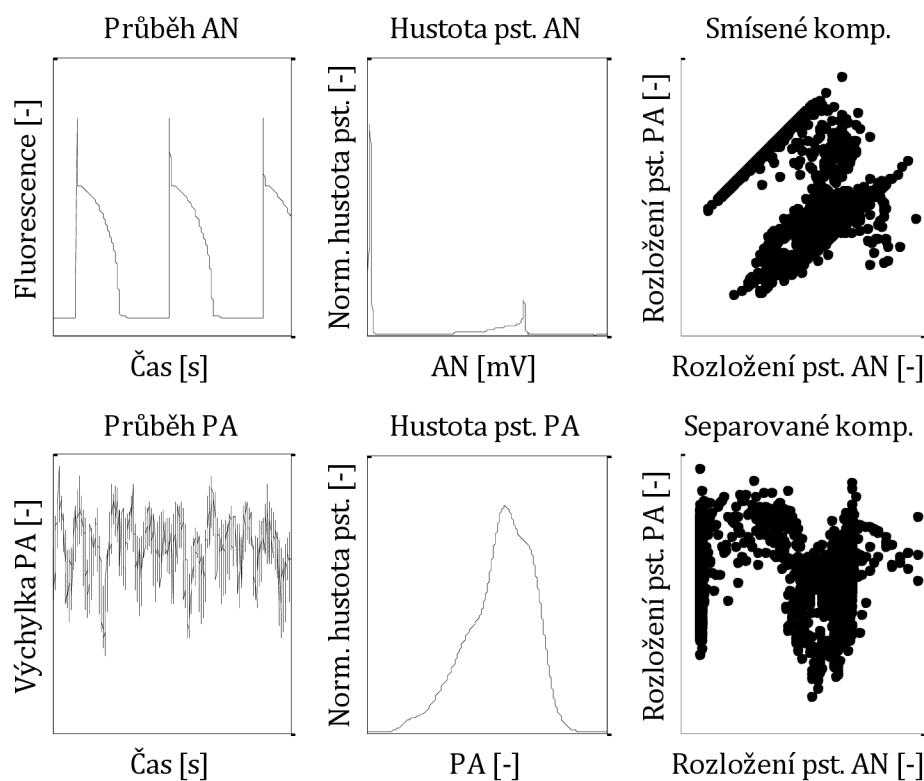 Průběh AN
Hustota pst. AN
Smísené komp.
Fluorescence [-]
Norm. hustota pst. [-]
Rozložení pst. PA [-]
Čas [s]
AN [mV]
Rozložení pst. AN [-]
Průběh PA
Hustota pst. PA
Separované komp.
Výchylka PA [-]
Norm. hustota pst. [-]
Rozložení pst. PA [-]
Čas [s]
PA [-]
Rozložení pst. AN [-]